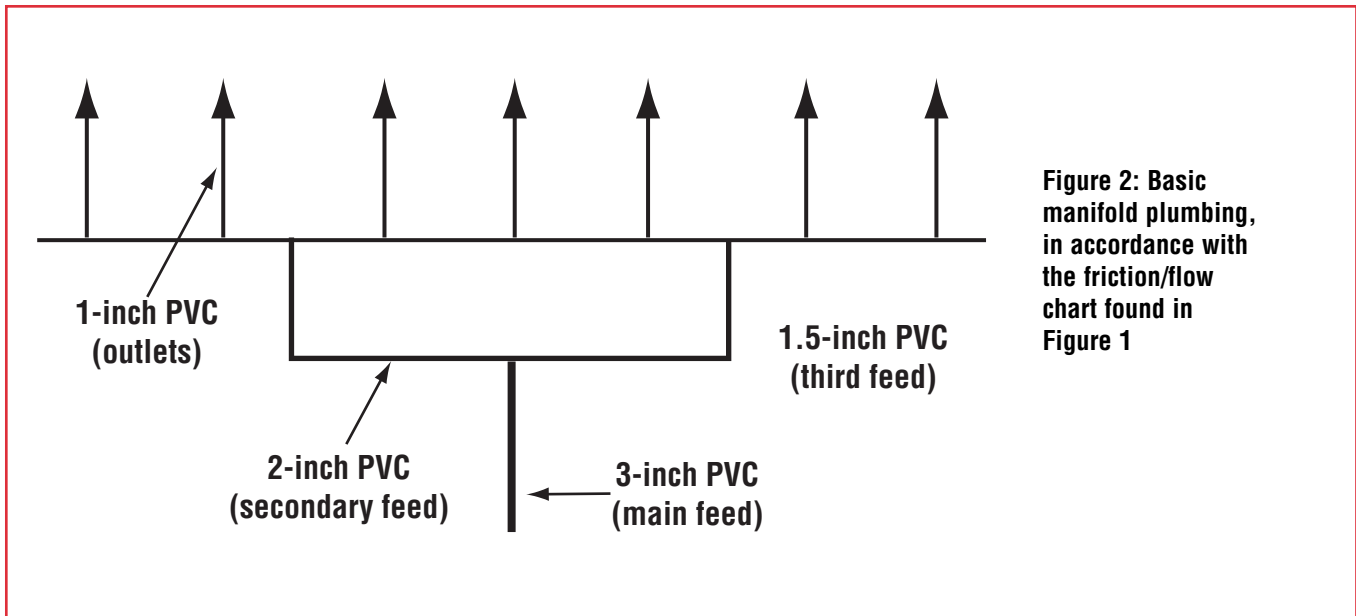 1-inch PVC
(outlets)
2-inch PVC
(secondary feed)
3-inch PVC
(main feed)
1.5-inch PVC
(third feed)
Figure 2: Basic
manifold plumbing,
in accordance with
the friction/flow
chart found in
Figure 1